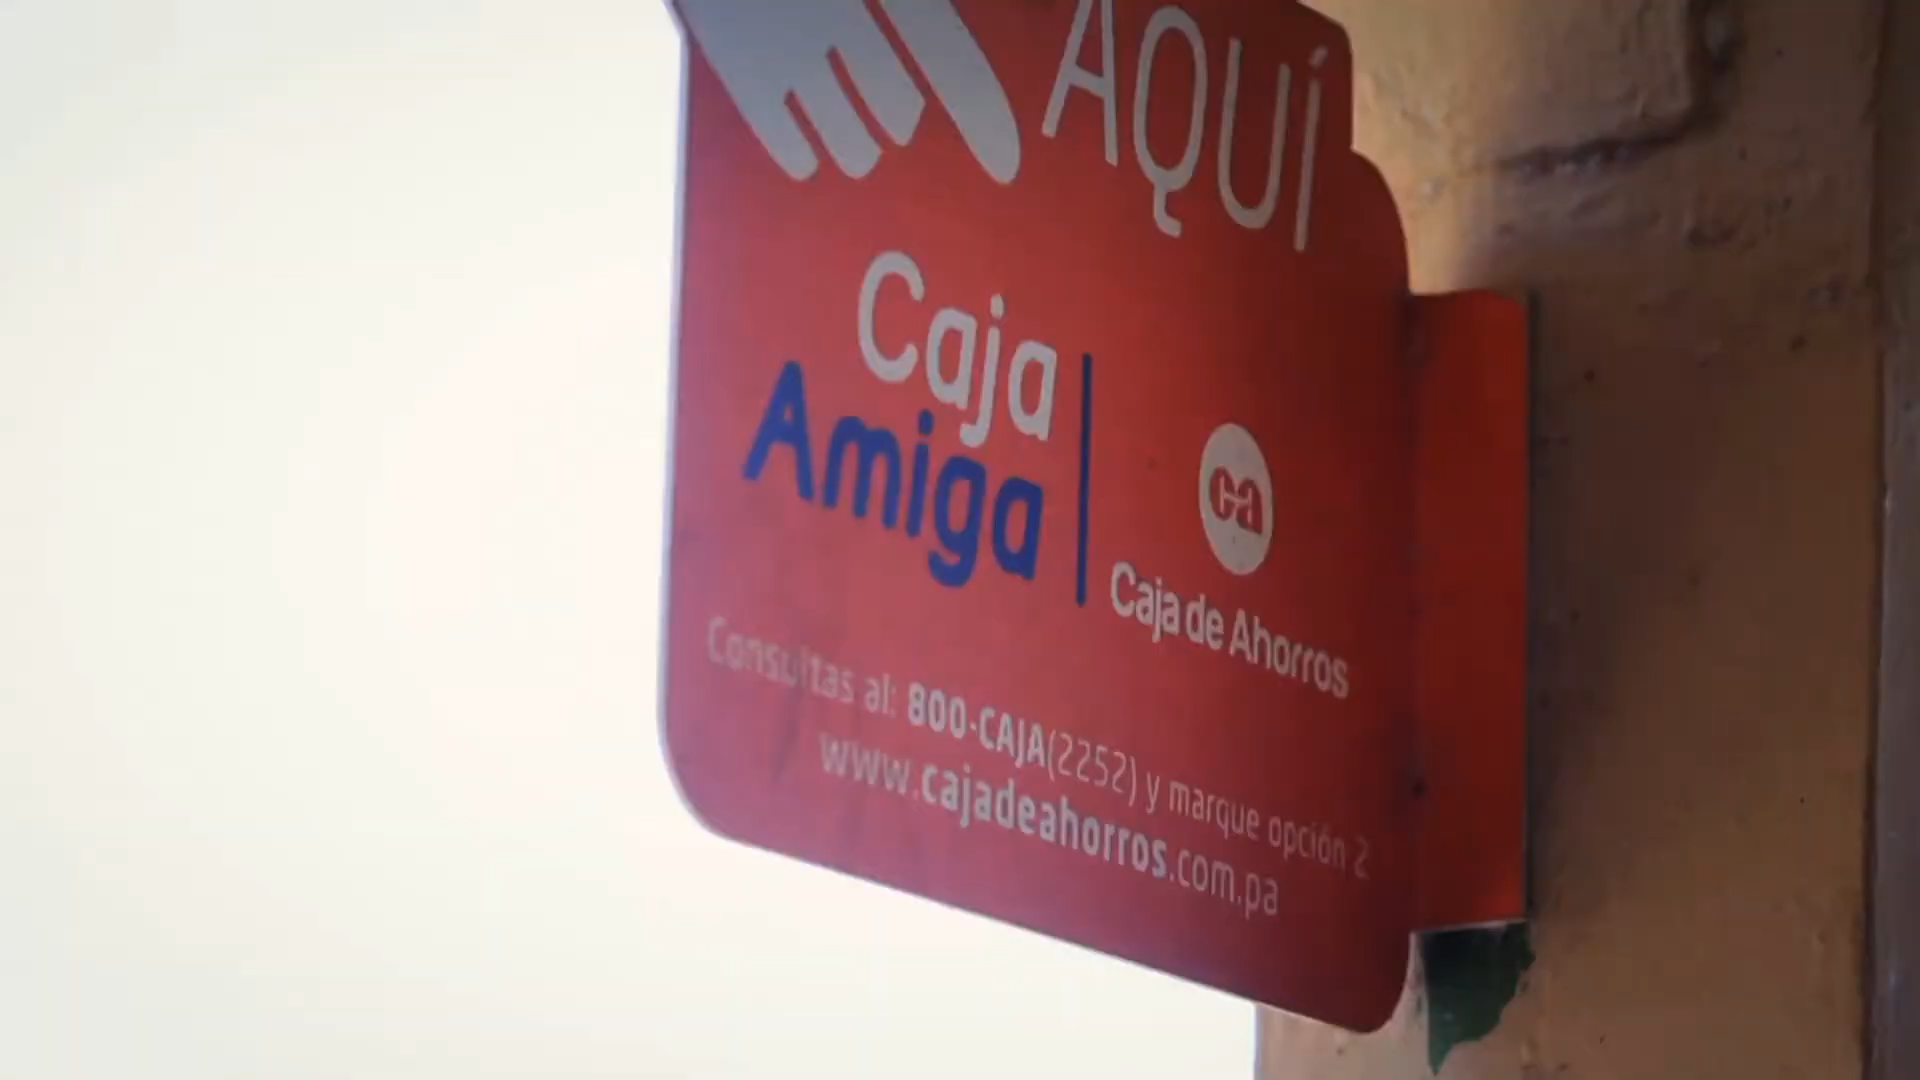 AQUÍ
Caja
Amiga
ca
Caja de Ahorros
Consultas al: 800-CAJA(2252) y marque opción 2
www.cajadeahorros.com.pa